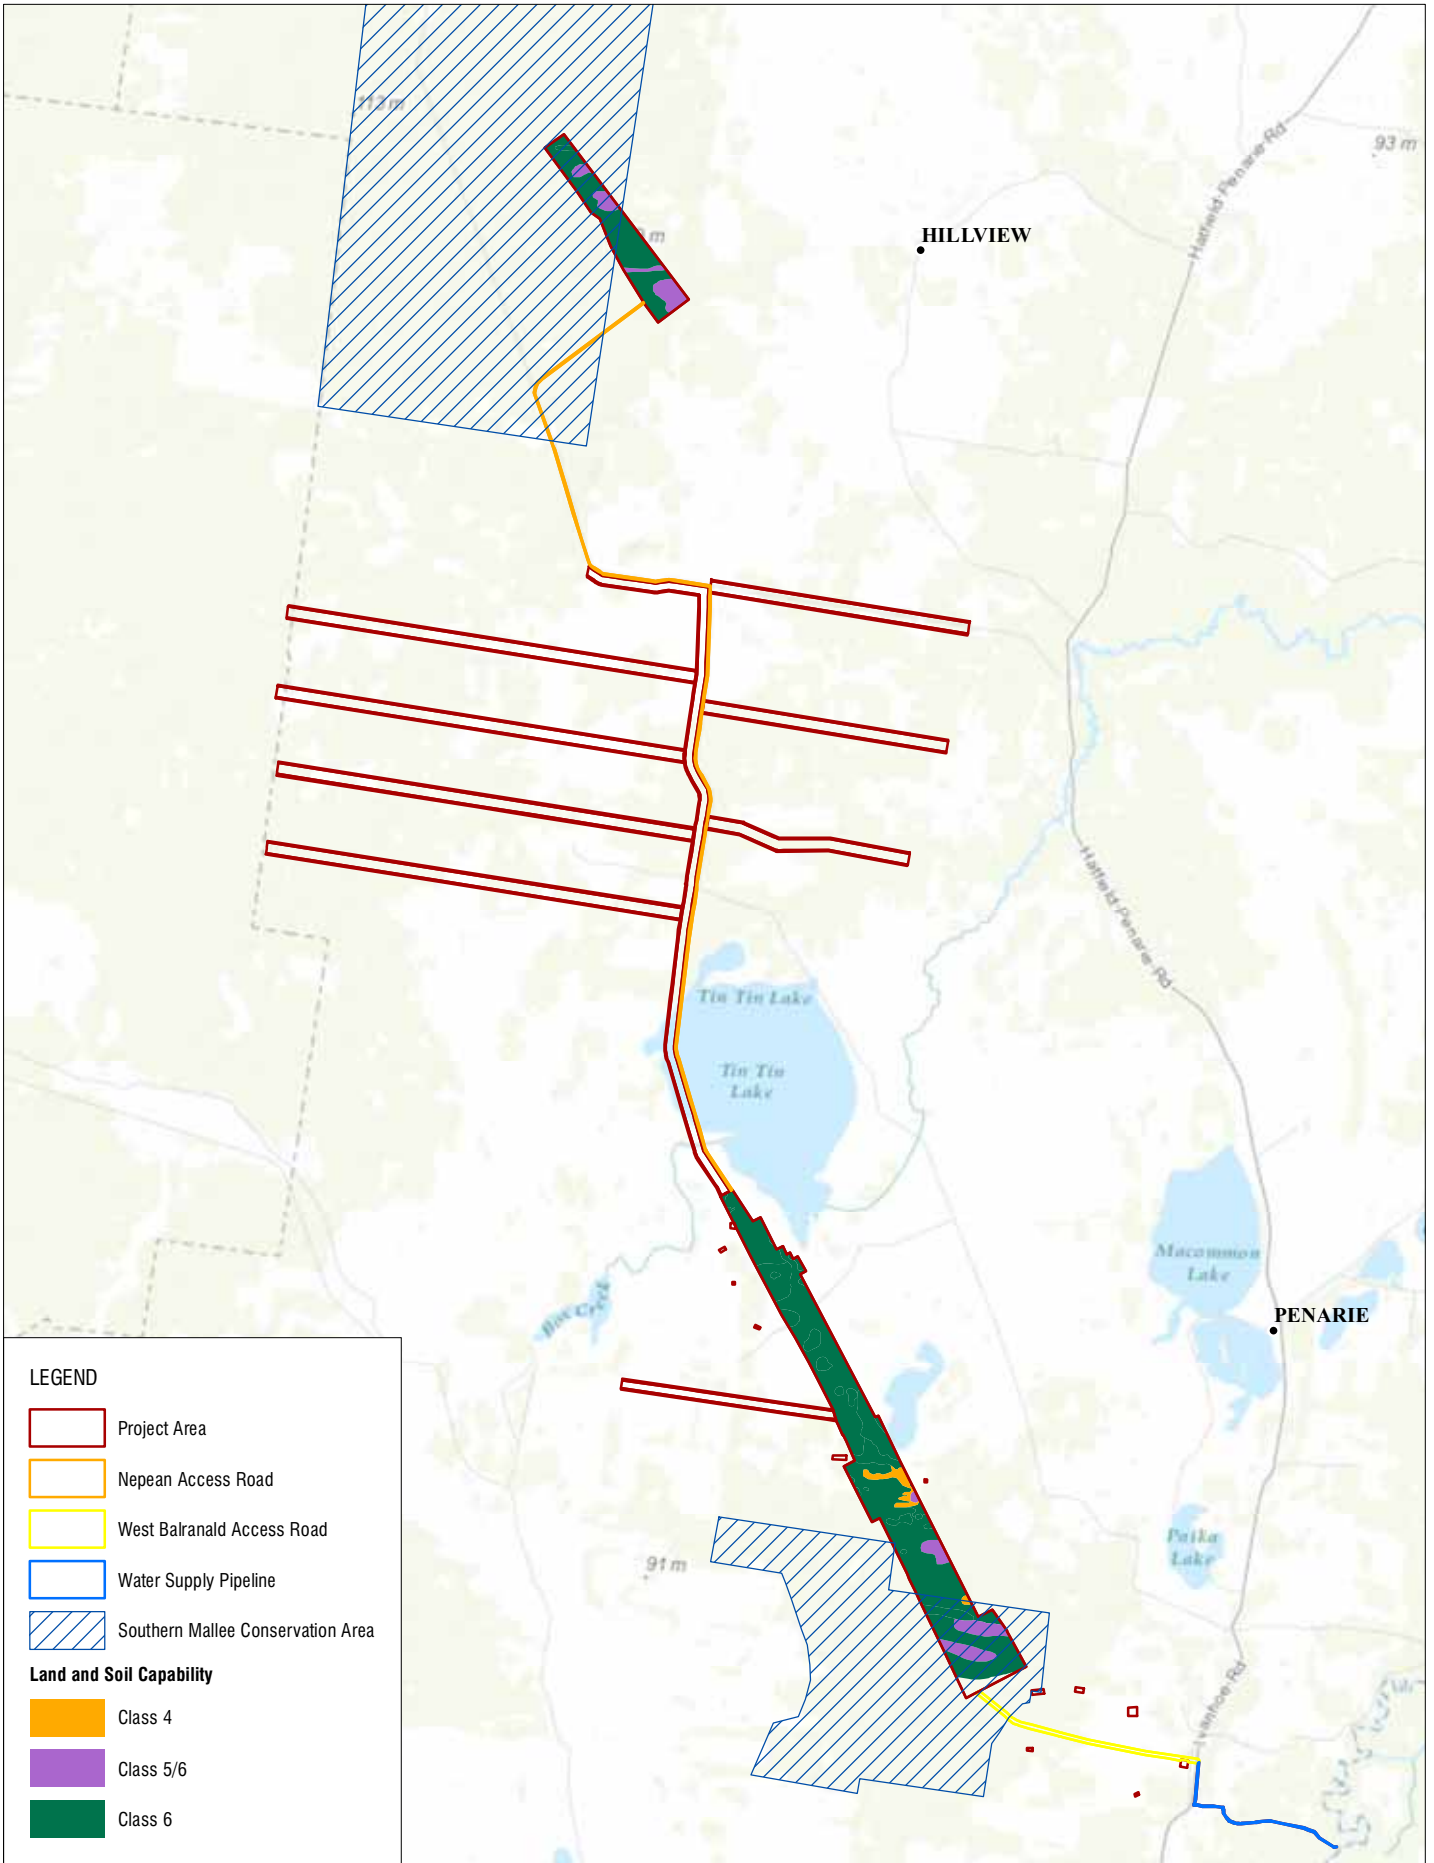 113 m
93 m
Hatfield-Penarie Rd
HILLVIEW
m
Hatfield-Penarie Rd
Tin Tin Lake
Tin Tin
Lake
Macommon
Lake
PENARIE
Box Creek
91 m
Paika
Lake
Ivanhoe Rd
LEGEND
Project Area
Nepean Access Road
West Balranald Access Road
Water Supply Pipeline
Southern Mallee Conservation Area
Land and Soil Capability
Class 4
Class 5/6
Class 6